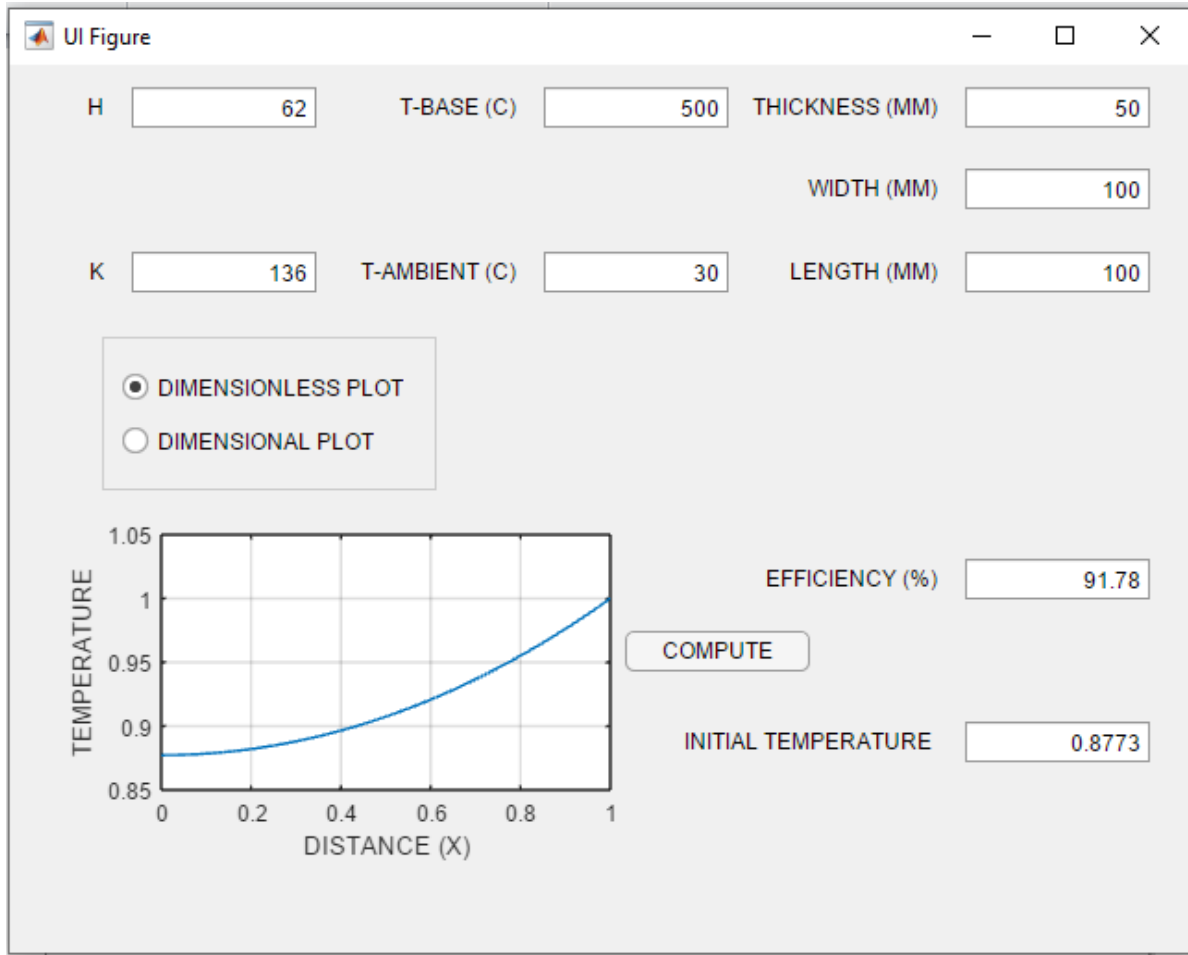 UI Figure
H 62 T-BASE (C) 500 THICKNESS (MM) 50
WIDTH (MM) 100
K 136 T-AMBIENT (C) 30 LENGTH (MM) 100
DIMENSIONLESS PLOT
DIMENSIONAL PLOT
1.05
1
0.95
0.9
0.85
TEMPERATURE
0 0.2 0.4 0.6 0.8 1
DISTANCE (X)
EFFICIENCY (%) 91.78
COMPUTE
INITIAL TEMPERATURE 0.8773